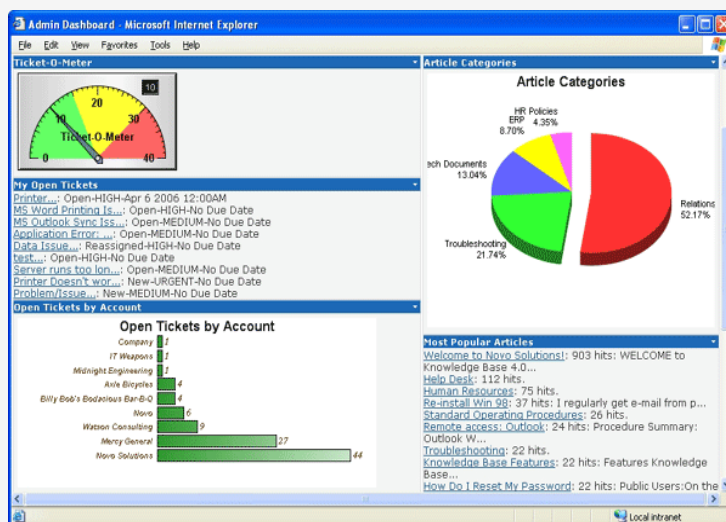 Admin Dashboard - Microsoft Internet Explorer
File Edit View Favorites Tools Help
Ticket-O-Meter
10
0 10 20 30 40
Ticket-O-Meter
My Open Tickets
Printer...: Open-HIGH-Apr 6 2006 12:00AM
MS Word Printing Is...: Open-HIGH-No Due Date
MS Outlook Sync Iss...: Open-MEDIUM-No Due Date
Application Error: ...: Open-MEDIUM-No Due Date
Data Issue...: Reassigned-HIGH-No Due Date
test...: Open-HIGH-No Due Date
Server runs too lon...: Open-MEDIUM-No Due Date
Printer Doesn't wor...: New-URGENT-No Due Date
Problem/Issue...: New-MEDIUM-No Due Date
Open Tickets by Account
Open Tickets by Account
Company 1
IT Weapons 1
Midnight Engineering 1
Axle Bicycles 4
Billy Bob's Bodacious Bar-B-Q 4
Novo 6
Watson Consulting 9
Mercy General 27
Novo Solutions 44
Article Categories
Article Categories
HR Policies
4.35%
ERP
8.70%
ech Documents
13.04%
Troubleshooting
21.74%
Relations
52.17%
Most Popular Articles
Welcome to Novo Solutions!: 903 hits: WELCOME to
Knowledge Base 4.0...
Help Desk: 112 hits.
Human Resources: 75 hits.
Re-install Win 98: 37 hits: I regularly get e-mail from p...
Standard Operating Procedures: 26 hits.
Remote access: Outlook: 24 hits: Procedure Summary:
Outlook W...
Troubleshooting: 22 hits.
Knowledge Base Features: 22 hits: Features Knowledge
Base...
How Do I Reset My Password: 22 hits: Public Users:On the
Local intranet